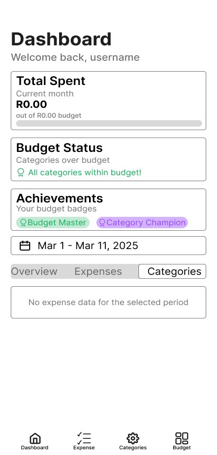 Dashboard
Welcome back, username
Total Spent
Current month
R0.00
out of R0.00 budget
Budget Status
Categories over budget
All categories within budget!
Achievements
Your budget badges
Budget Master Category Champion
Mar 1 - Mar 11, 2025
Overview Expenses Categories
No expense data for the selected period
Dashboard Expense Categories Budget